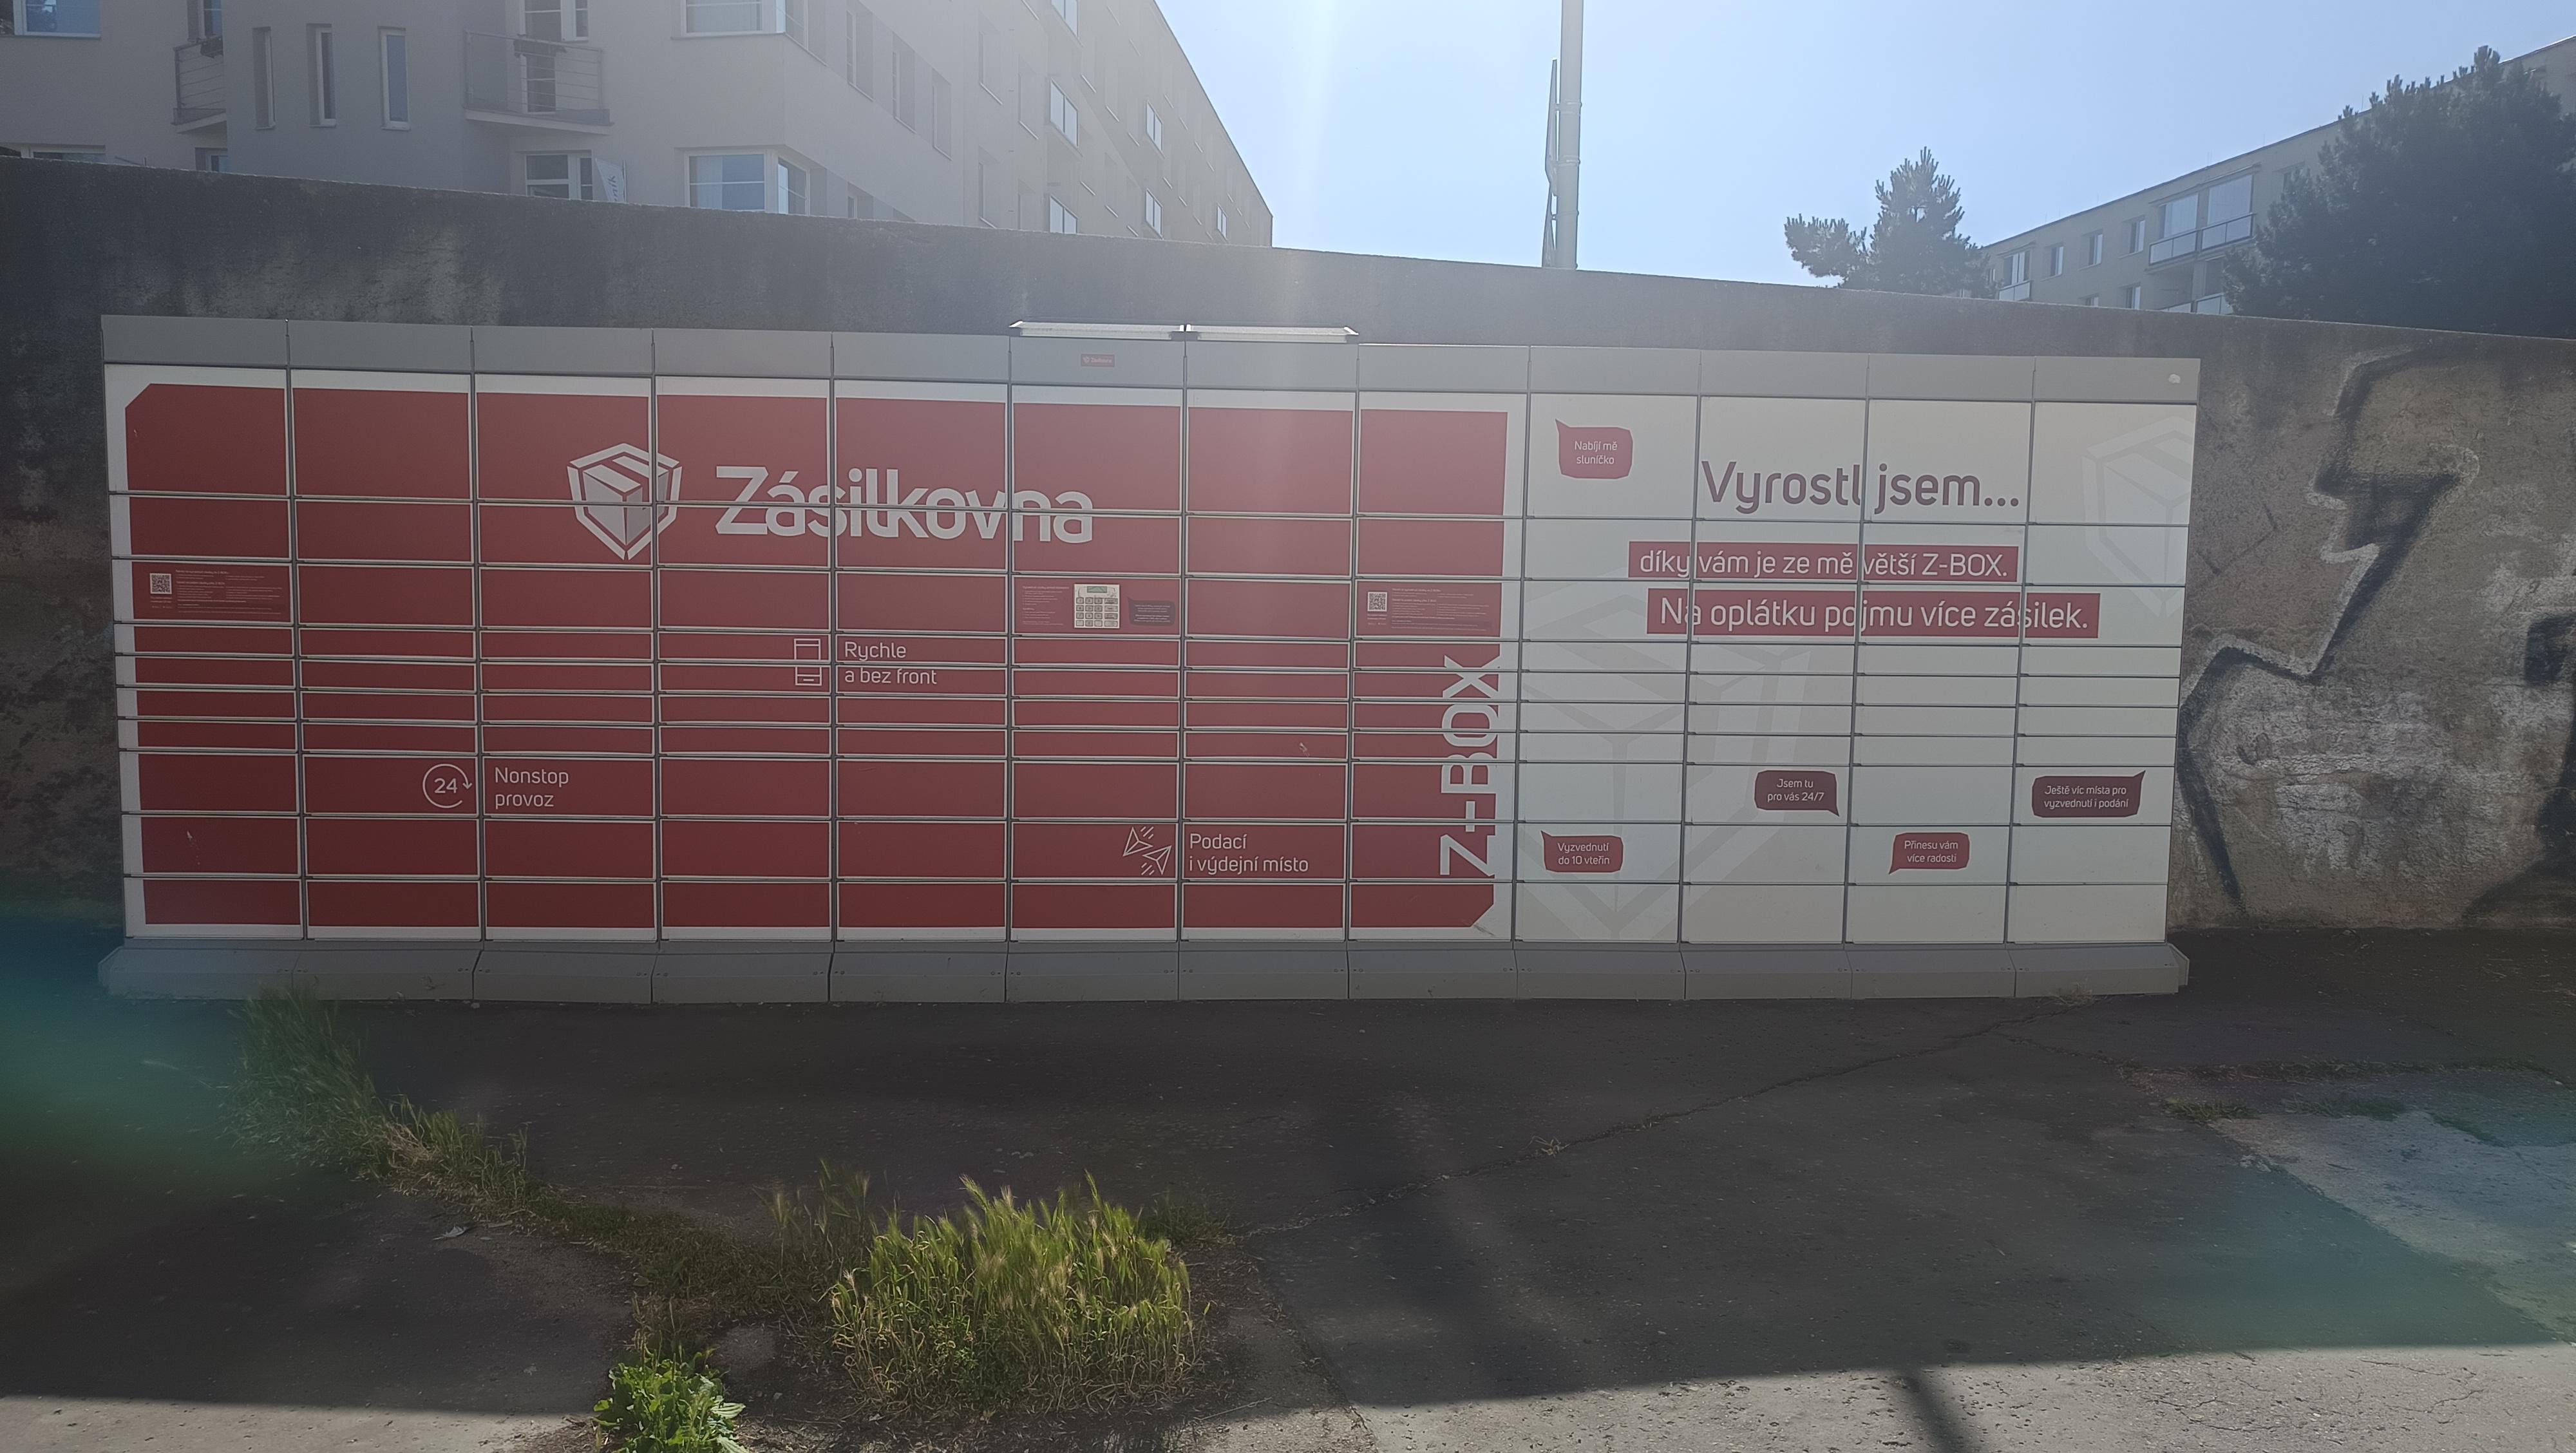 Zásilkovna
Rychle
a bez front
24
Nonstop
provoz
Podací
i výdejní místo
Z-BOX
Nabíjí mě
sluníčko
Vyrostl jsem...
díky vám je ze mě větší Z-BOX.
Na oplátku pojmu více zásilek.
Jsem tu
pro vás 24/7
Ještě víc místa pro
vyzvednutí i podání
Vyzvednutí
do 10 vteřin
Přinesu vám
více radosti